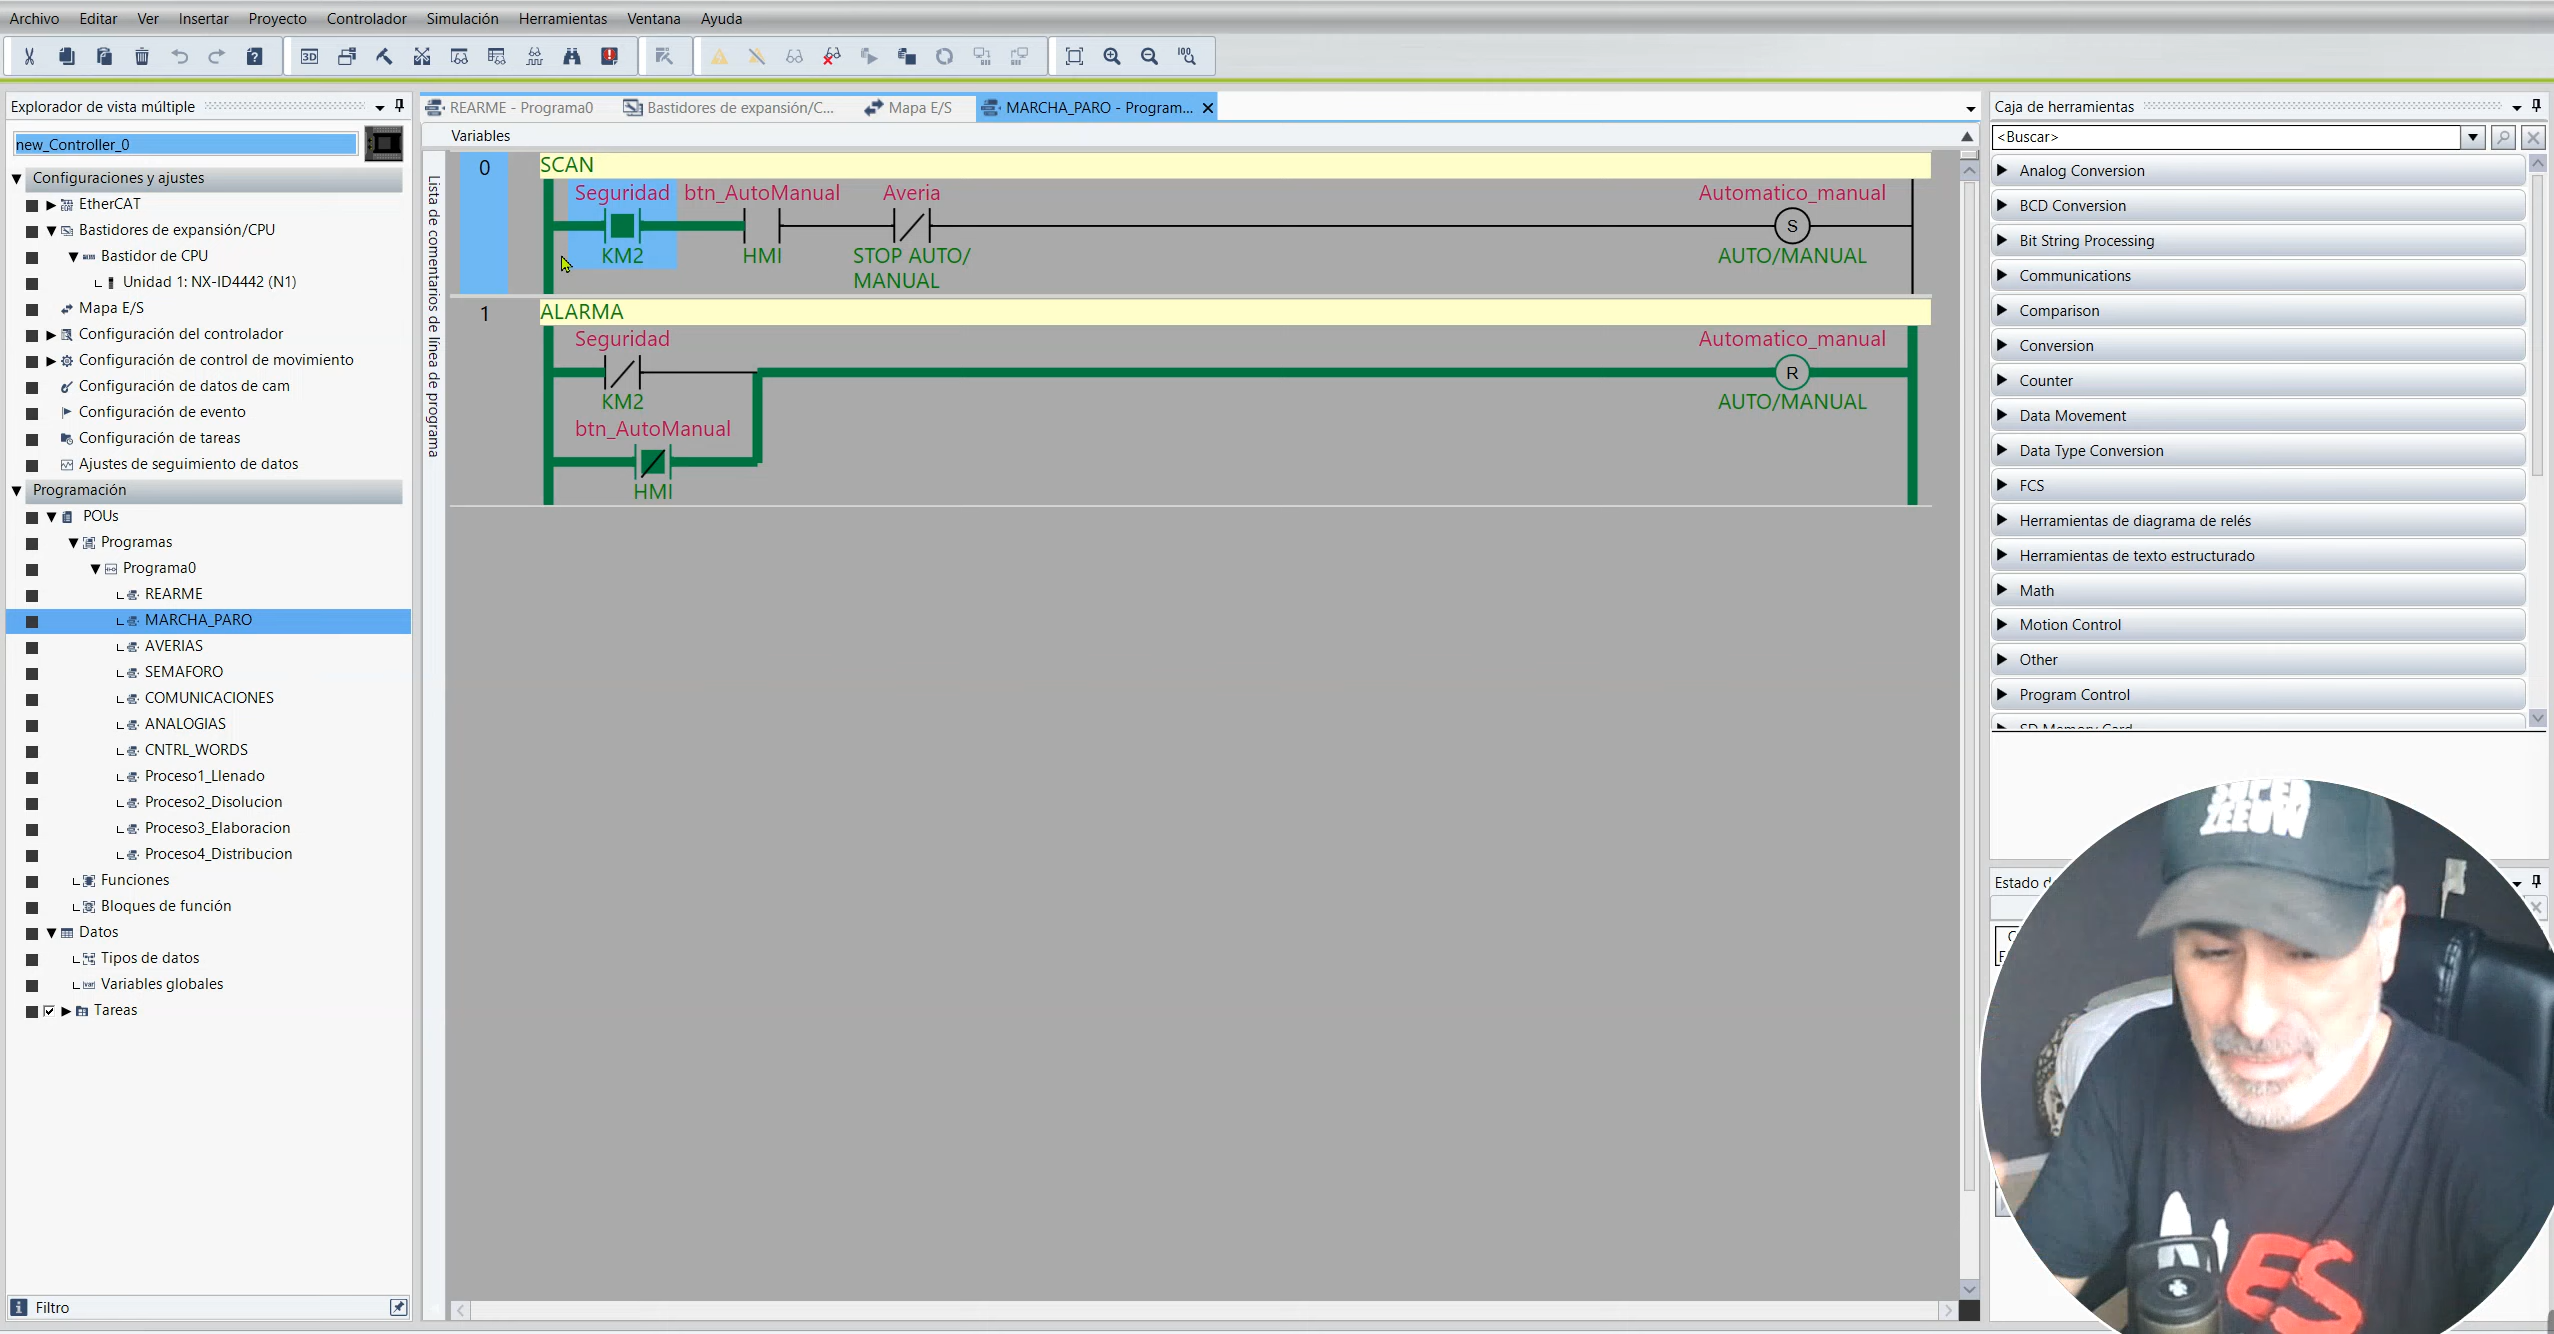 Archivo Editar Ver Insertar Proyecto Controlador Simulación Herramientas Ventana Ayuda
Explorador de vista múltiple
new_Controller_0
Configuraciones y ajustes
EtherCAT
Bastidores de expansión/CPU
Bastidor de CPU
Unidad 1: NX-ID4442 (N1)
Mapa E/S
Configuración del controlador
Configuración de control de movimiento
Configuración de datos de cam
Configuración de evento
Configuración de tareas
Ajustes de seguimiento de datos
Programación
POUs
Programas
Programa0
REARME
MARCHA_PARO
AVERIAS
SEMAFORO
COMUNICACIONES
ANALOGIAS
CNTRL_WORDS
Proceso1_Llenado
Proceso2_Disolucion
Proceso3_Elaboracion
Proceso4_Distribucion
Funciones
Bloques de función
Datos
Tipos de datos
Variables globales
Tareas
Filtro
REARME - Programa0 Bastidores de expansión/C... Mapa E/S MARCHA_PARO - Program...
Variables
Lista de comentarios de línea de programa
0 SCAN
Seguridad btn_AutoManual Averia Automatico_manual
S
KM2 HMI STOP AUTO/ AUTO/MANUAL
MANUAL
1 ALARMA
Seguridad Automatico_manual
R
KM2 AUTO/MANUAL
btn_AutoManual
HMI
Caja de herramientas
<Buscar>
Analog Conversion
BCD Conversion
Bit String Processing
Communications
Comparison
Conversion
Counter
Data Movement
Data Type Conversion
FCS
Herramientas de diagrama de relés
Herramientas de texto estructurado
Math
Motion Control
Other
Program Control
SD Memory Card
Estado
SUPER
ZEEUW
ES